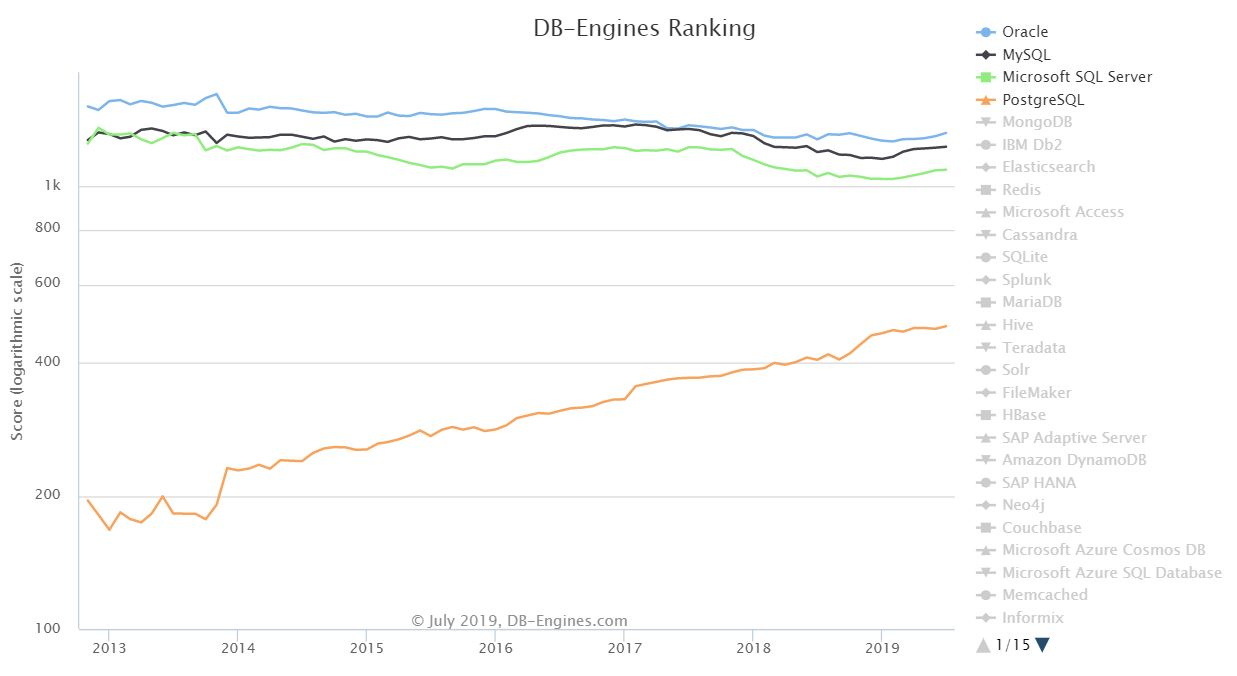 DB-Engines Ranking
Score (logarithmic scale)
1k
800
600
400
200
100
2013 2014 2015 2016 2017 2018 2019
© July 2019, DB-Engines.com
Oracle
MySQL
Microsoft SQL Server
PostgreSQL
MongoDB
IBM Db2
Elasticsearch
Redis
Microsoft Access
Cassandra
SQLite
Splunk
MariaDB
Hive
Teradata
Solr
FileMaker
HBase
SAP Adaptive Server
Amazon DynamoDB
SAP HANA
Neo4j
Couchbase
Microsoft Azure Cosmos DB
Microsoft Azure SQL Database
Memcached
Informix
1/15